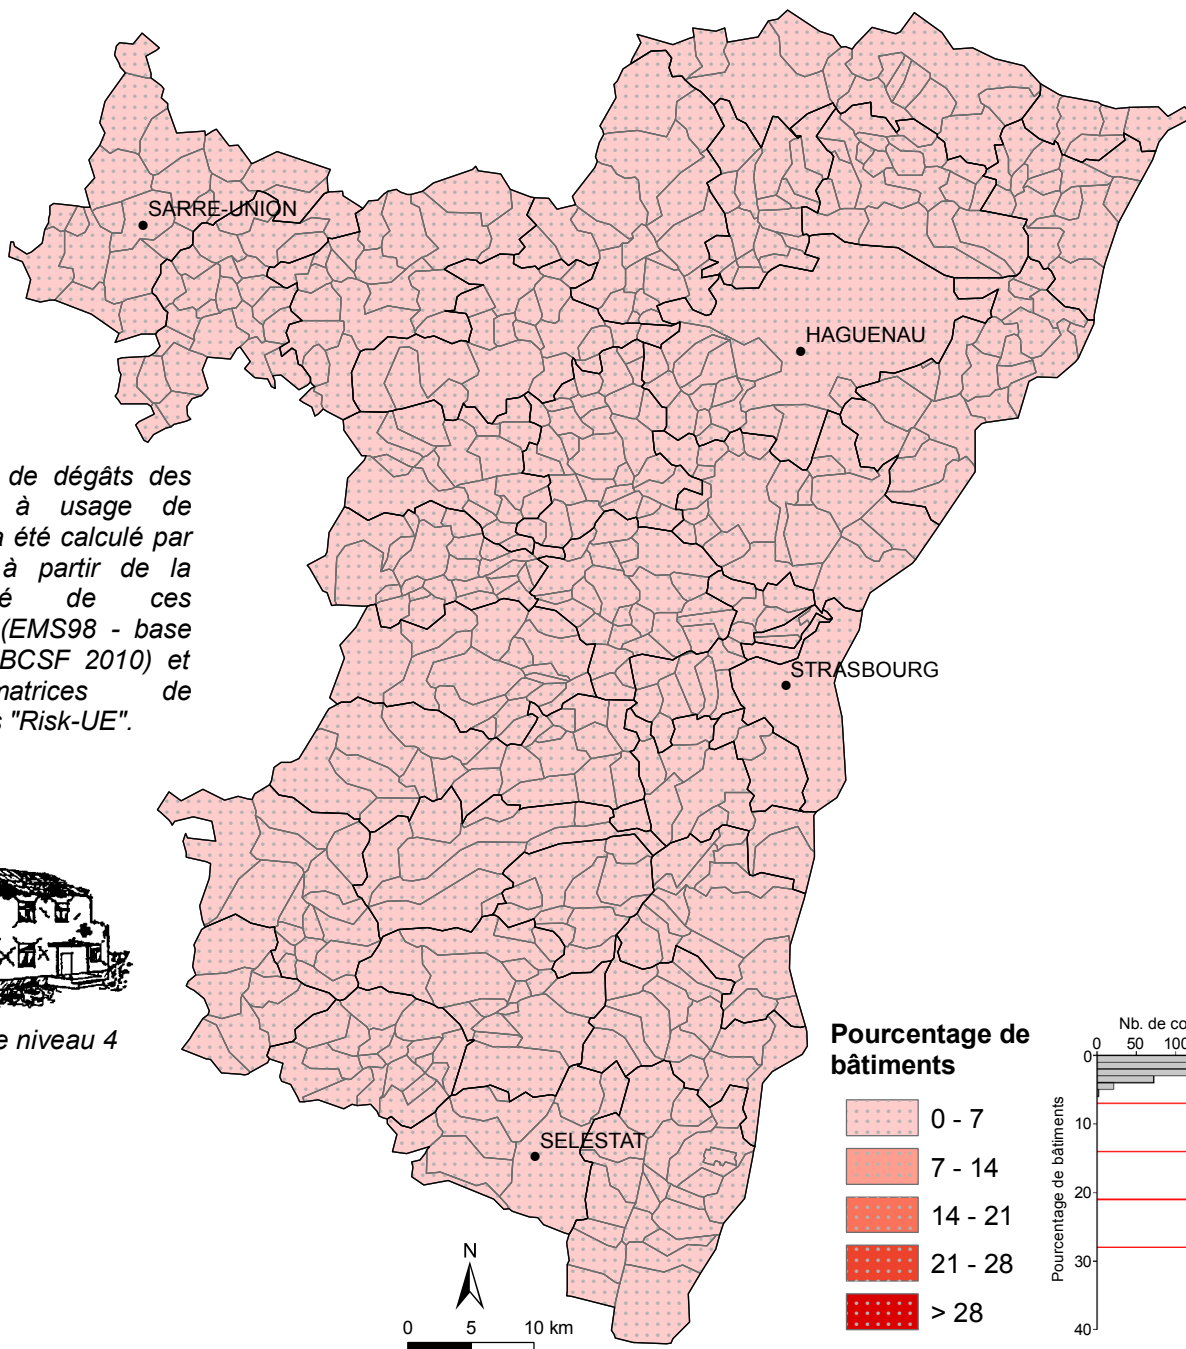 SARRE-UNION
HAGUENAU
de dégâts des
à usage de
a été calculé par
à partir de la
de ces
(EMS98 - base
BCSF 2010) et
de
"Risk-UE".
STRASBOURG
niveau 4
SELESTAT
N
0 5 10 km
Pourcentage de
bâtiments
0 - 7
7 - 14
14 - 21
21 - 28
> 28
Nb. de co
0 50 100
Pourcentage de bâtiments
0
10
20
30
40